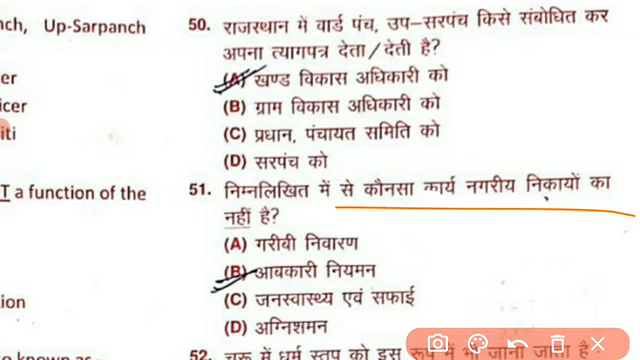 nch, Up-Sarpanch
er
icer
iti
T a function of the
ion
50. राजस्थान में वार्ड पंच, उप–सरपंच किसे संबोधित कर
अपना त्यागपत्र देता/देती है?
(A) खण्ड विकास अधिकारी को
(B) ग्राम विकास अधिकारी को
(C) प्रधान, पंचायत समिति को
(D) सरपंच को
51. निम्नलिखित में से कौनसा कार्य नगरीय निकायों का
नहीं है?
(A) गरीबी निवारण
(B) आबकारी नियमन
(C) जनस्वास्थ्य एवं सफाई
(D) अग्निशमन
52. चूरू में धर्म स्तूप को इस रूप में भी जाना जाता है